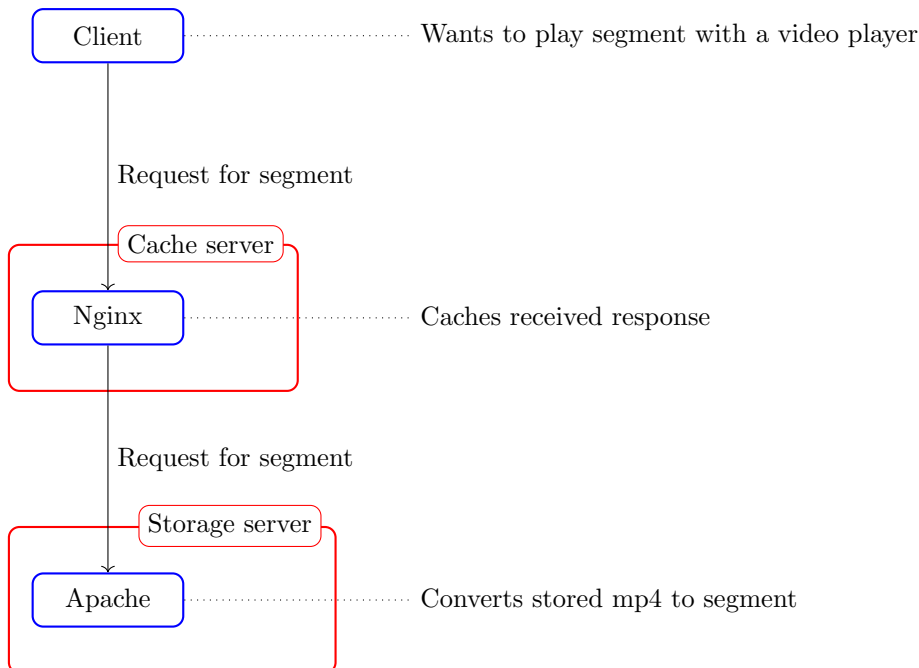 Client
Wants to play segment with a video player
Request for segment
Cache server
Nginx
Caches received response
Request for segment
Storage server
Apache
Converts stored mp4 to segment